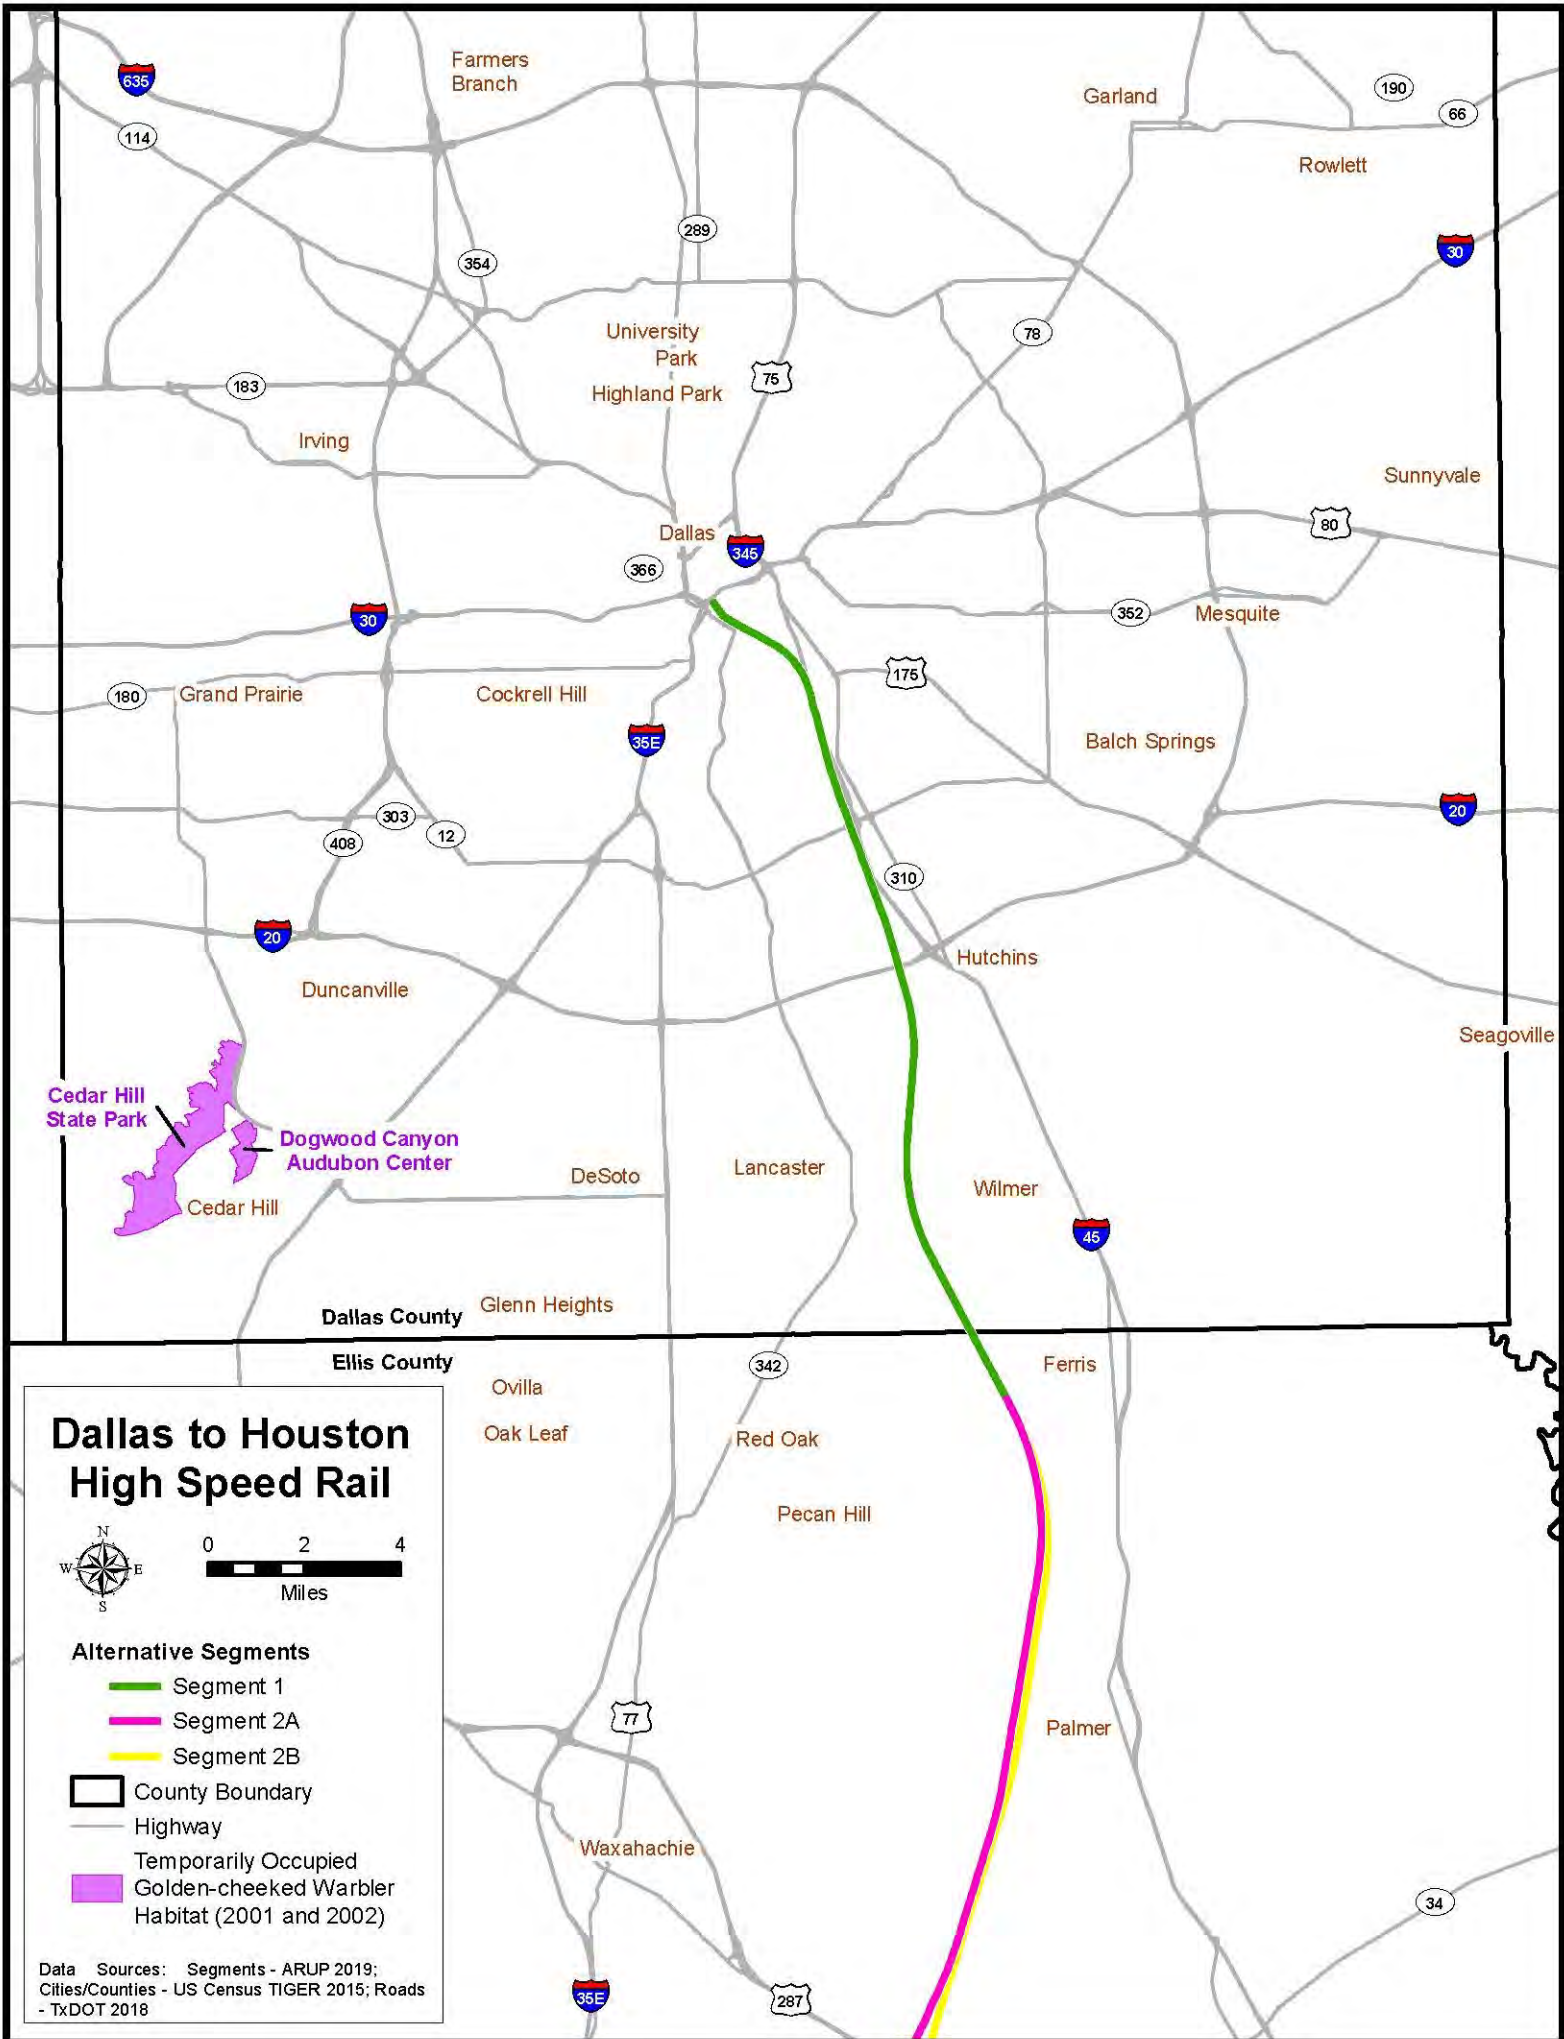 635
114
Farmers
Branch
Garland
190
66
Rowlett
289
354
30
University
Park
Highland Park
75
78
183
Irving
Sunnyvale
80
Dallas
345
366
30
352
Mesquite
180
Grand Prairie
Cockrell Hill
175
35E
Balch Springs
303
12
408
20
310
20
Hutchins
Duncanville
Seagoville
Cedar Hill
State Park
Dogwood Canyon
Audubon Center
DeSoto
Lancaster
Wilmer
Cedar Hill
45
Glenn Heights
Dallas County
Ellis County
342
Ferris
Ovilla
Oak Leaf
Red Oak
Pecan Hill
77
Palmer
Waxahachie
34
35E
287
Dallas to Houston
High Speed Rail
N
W
E
S
0 2 4
Miles
Alternative Segments
Segment 1
Segment 2A
Segment 2B
County Boundary
Highway
Temporarily Occupied
Golden-cheeked Warbler
Habitat (2001 and 2002)
Data Sources: Segments - ARUP 2019;
Cities/Counties - US Census TIGER 2015; Roads
- TxDOT 2018